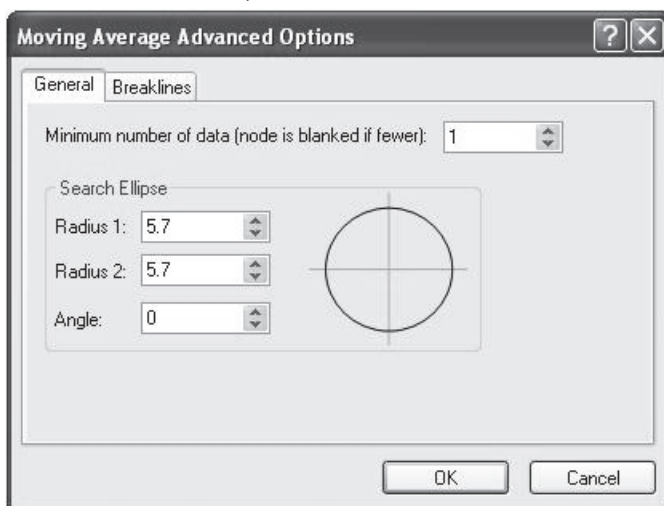 Moving Average Advanced Options
General Breaklines
Minimum number of data (node is blanked if fewer): 1
Search Ellipse
Radius 1: 5.7
Radius 2: 5.7
Angle: 0
OK Cancel